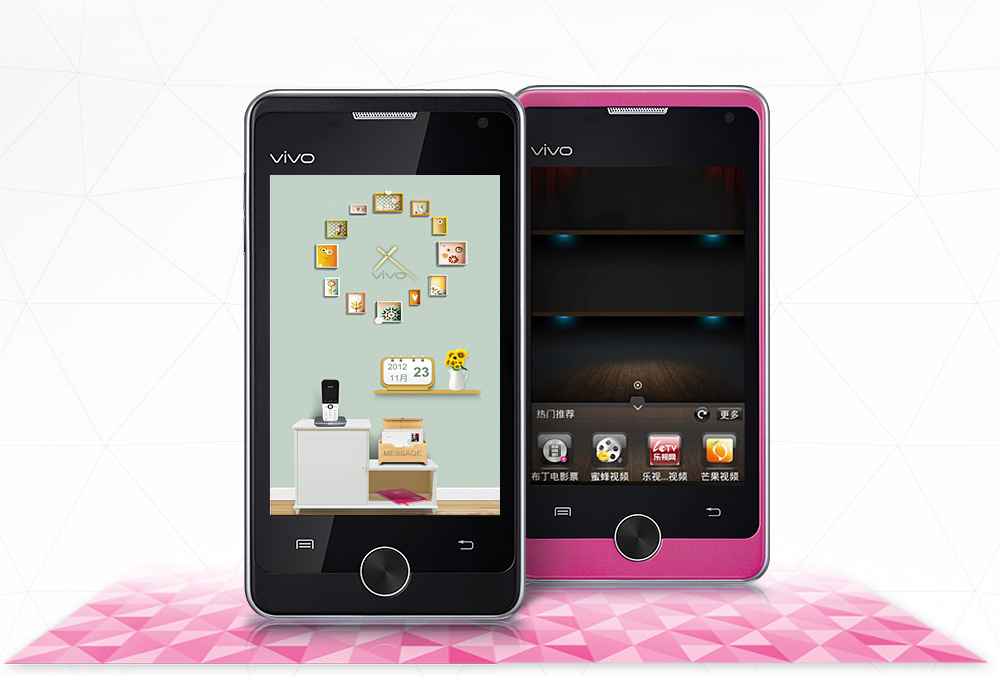 vivo
vivo
2012
11月
23
MESSAGE
vivo
热门推荐
更多
leTV
乐视网
布丁电影票
蜜蜂视频
乐视...视频
芒果视频